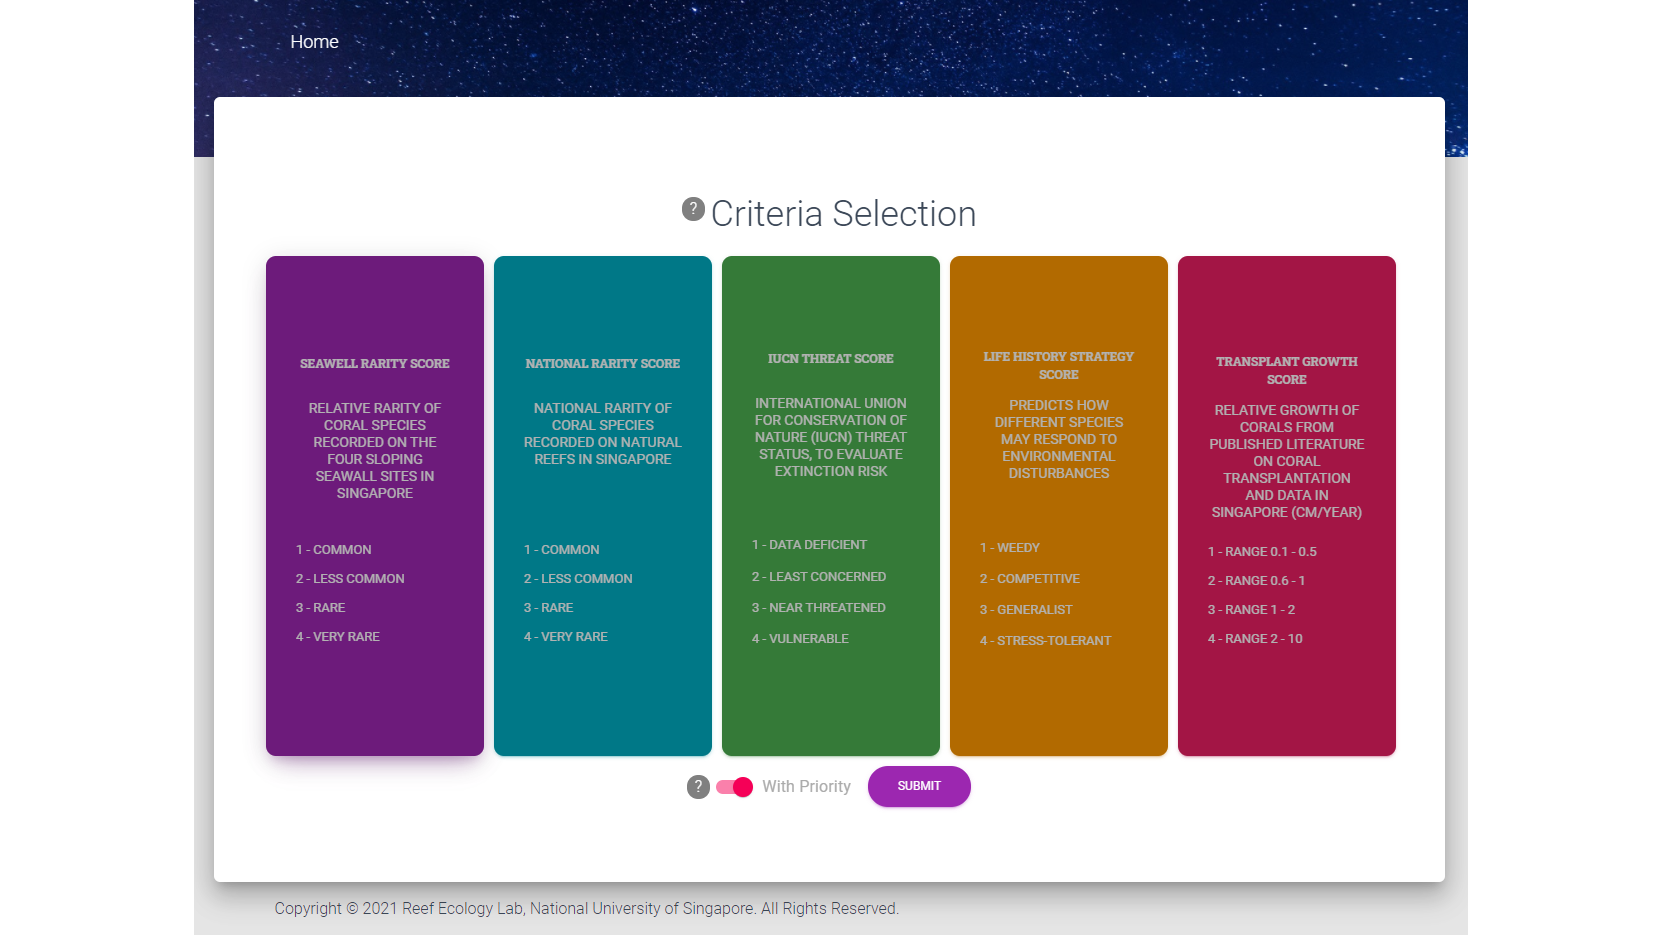 Home
? Criteria Selection
SEAWELL RARITY SCORE
RELATIVE RARITY OF
CORAL SPECIES
RECORDED ON THE
FOUR SLOPING
SEAWALL SITES IN
SINGAPORE
1 - COMMON
2 - LESS COMMON
3 - RARE
4 - VERY RARE
NATIONAL RARITY SCORE
NATIONAL RARITY OF
CORAL SPECIES
RECORDED ON NATURAL
REEFS IN SINGAPORE
1 - COMMON
2 - LESS COMMON
3 - RARE
4 - VERY RARE
IUCN THREAT SCORE
INTERNATIONAL UNION
FOR CONSERVATION OF
NATURE (IUCN) THREAT
STATUS, TO EVALUATE
EXTINCTION RISK
1 - DATA DEFICIENT
2 - LEAST CONCERNED
3 - NEAR THREATENED
4 - VULNERABLE
LIFE HISTORY STRATEGY
SCORE
PREDICTS HOW
DIFFERENT SPECIES
MAY RESPOND TO
ENVIRONMENTAL
DISTURBANCES
1 - WEEDY
2 - COMPETITIVE
3 - GENERALIST
4 - STRESS-TOLERANT
TRANSPLANT GROWTH
SCORE
RELATIVE GROWTH OF
CORALS FROM
PUBLISHED LITERATURE
ON CORAL
TRANSPLANTATION
AND DATA IN
SINGAPORE (CM/YEAR)
1 - RANGE 0.1 - 0.5
2 - RANGE 0.6 - 1
3 - RANGE 1 - 2
4 - RANGE 2 - 10
? With Priority SUBMIT
Copyright © 2021 Reef Ecology Lab, National University of Singapore. All Rights Reserved.